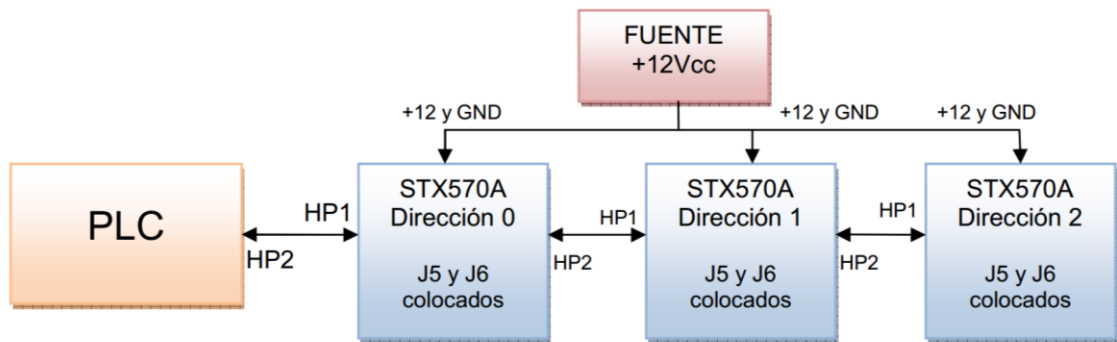 FUENTE
+12Vcc
+12 y GND
+12 y GND
+12 y GND
PLC
HP1
HP2
STX570A
Dirección 0
J5 y J6
colocados
HP1
HP2
STX570A
Dirección 1
J5 y J6
colocados
HP1
HP2
STX570A
Dirección 2
J5 y J6
colocados